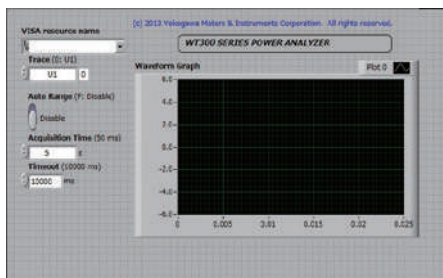 (c) 2013 Yokogawa Meters & Instruments Corporation All rights reserved.
VISA resource name
WT300 SERIES POWER ANALYZER
Trace (0: U1)
U1 0
Auto Range (F: Disable)
Disable
Acquisition Time (50 ms)
5 s
Timeout (10000 ms)
10000 ms
Waveform Graph
Plot 0
6.0-
4.0-
2.0-
0.0-
-2.0-
-4.0-
-6.0-
0 0.005 0.01 0.015 0.02 0.025